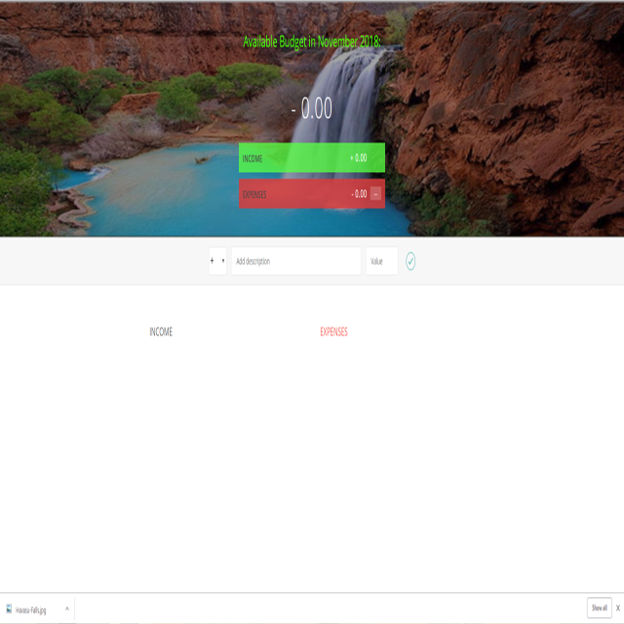 Available Budget in November 2018:
- 0.00
INCOME + 0.00
EXPENSES - 0.00 --
+ Add description Value
INCOME EXPENSES
Havasu-Falls.jpg Show all X